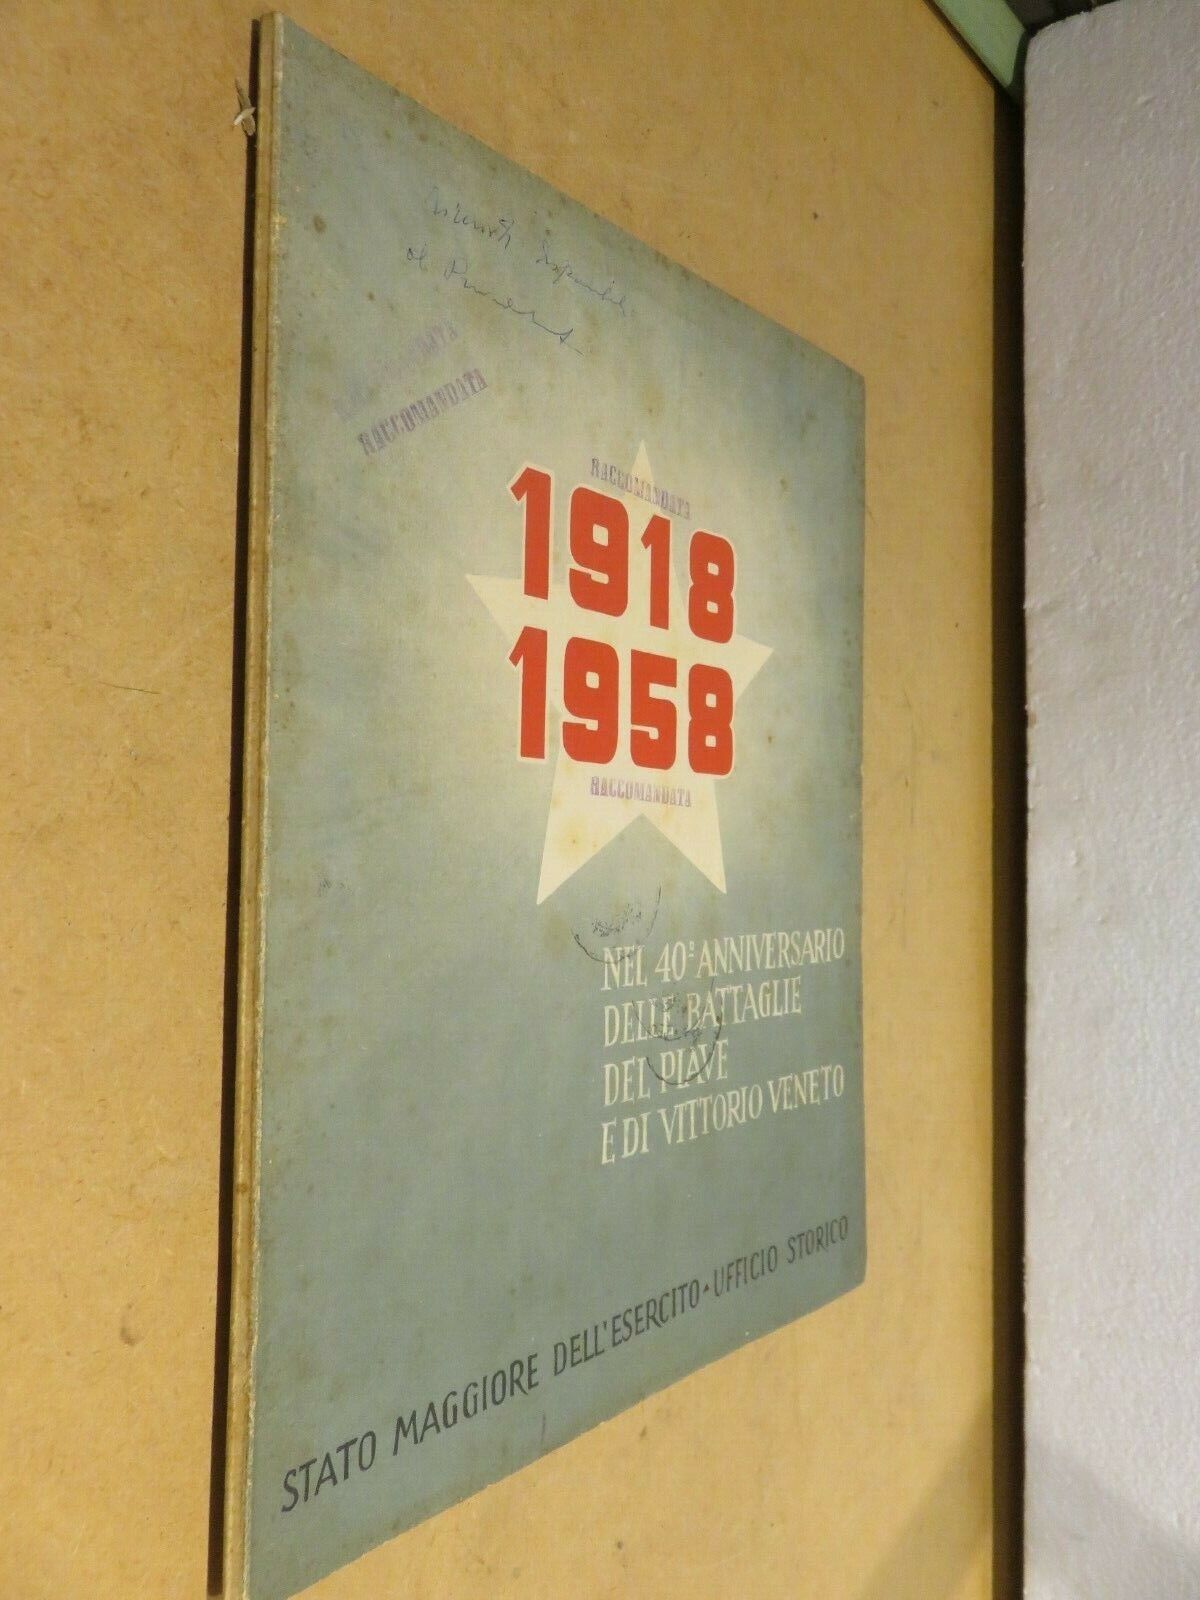 RACCOMANDATA
RACCOMANDATA
1918
1958
RACCOMANDATA
NEL 40º ANNIVERSARIO
DELLE BATTAGLIE
DEL PIAVE
E DI VITTORIO VENETO
STATO MAGGIORE DELL'ESERCITO - UFFICIO STORICO